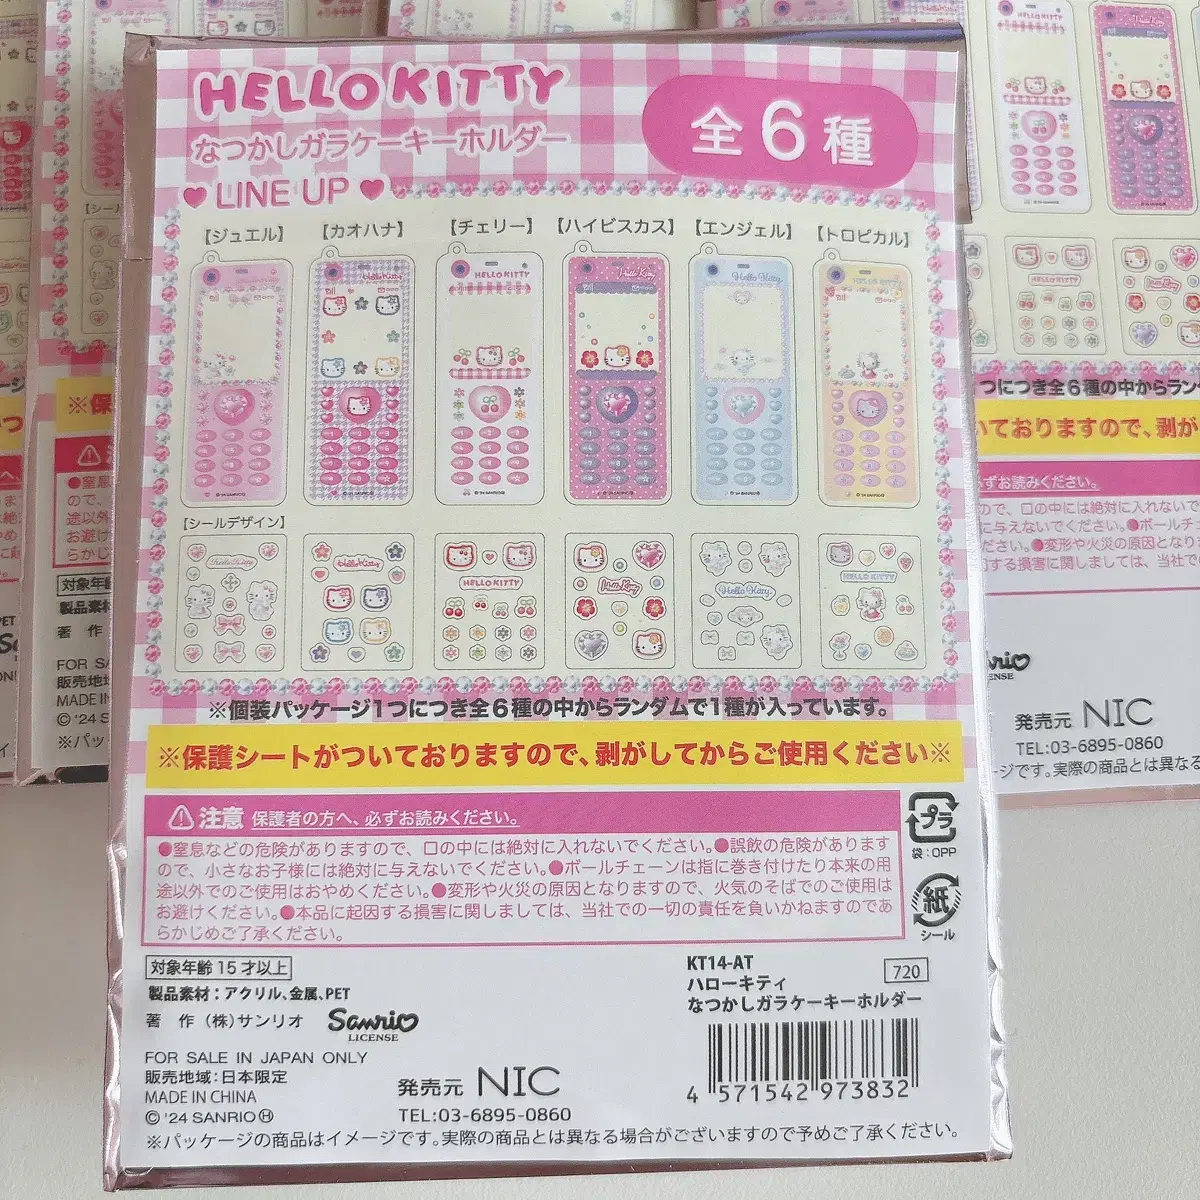 HELLO KITTY
なつかしガラケーキーホルダー
全6種
♥ LINE UP ♥
【ジュエル】 【カオハナ】 【チェリー】 【ハイビスカス】 【エンジェル】 【トロピカル】
【シールデザイン】
※個装パッケージ1つにつき全6種の中からランダムで1種が入っています。
※保護シートがついておりますので、剥がしてからご使用ください※
注意 保護者の方へ、必ずお読みください。
●窒息などの危険がありますので、口の中には絶対に入れないでください。●誤飲の危険があります
ので、小さなお子様には絶対に与えないでください。●ボールチェーンは指に巻き付けたり本来の用
途以外でのご使用はおやめください。●変形や火災の原因となりますので、火気のそばでのご使用は
お避けください。●本品に起因する損害に関しましては、当社での一切の責任を負いかねますのであ
らかじめご了承ください。
プラ
袋:OPP
紙
シール
対象年齢15才以上
製品素材：アクリル、金属、PET
著 作 (株)サンリオ Sanrio
LICENSE
FOR SALE IN JAPAN ONLY
販売地域:日本限定
MADE IN CHINA
© '24 SANRIO Ⓗ
発売元 NIC
TEL:03-6895-0860
KT14-AT
ハローキティ
なつかしガラケーキーホルダー
720
4 571542 973832
※パッケージの商品はイメージです。実際の商品とは異なる場合がございますので予めご了承ください。
発売元 NIC
TEL:03-6895-0860